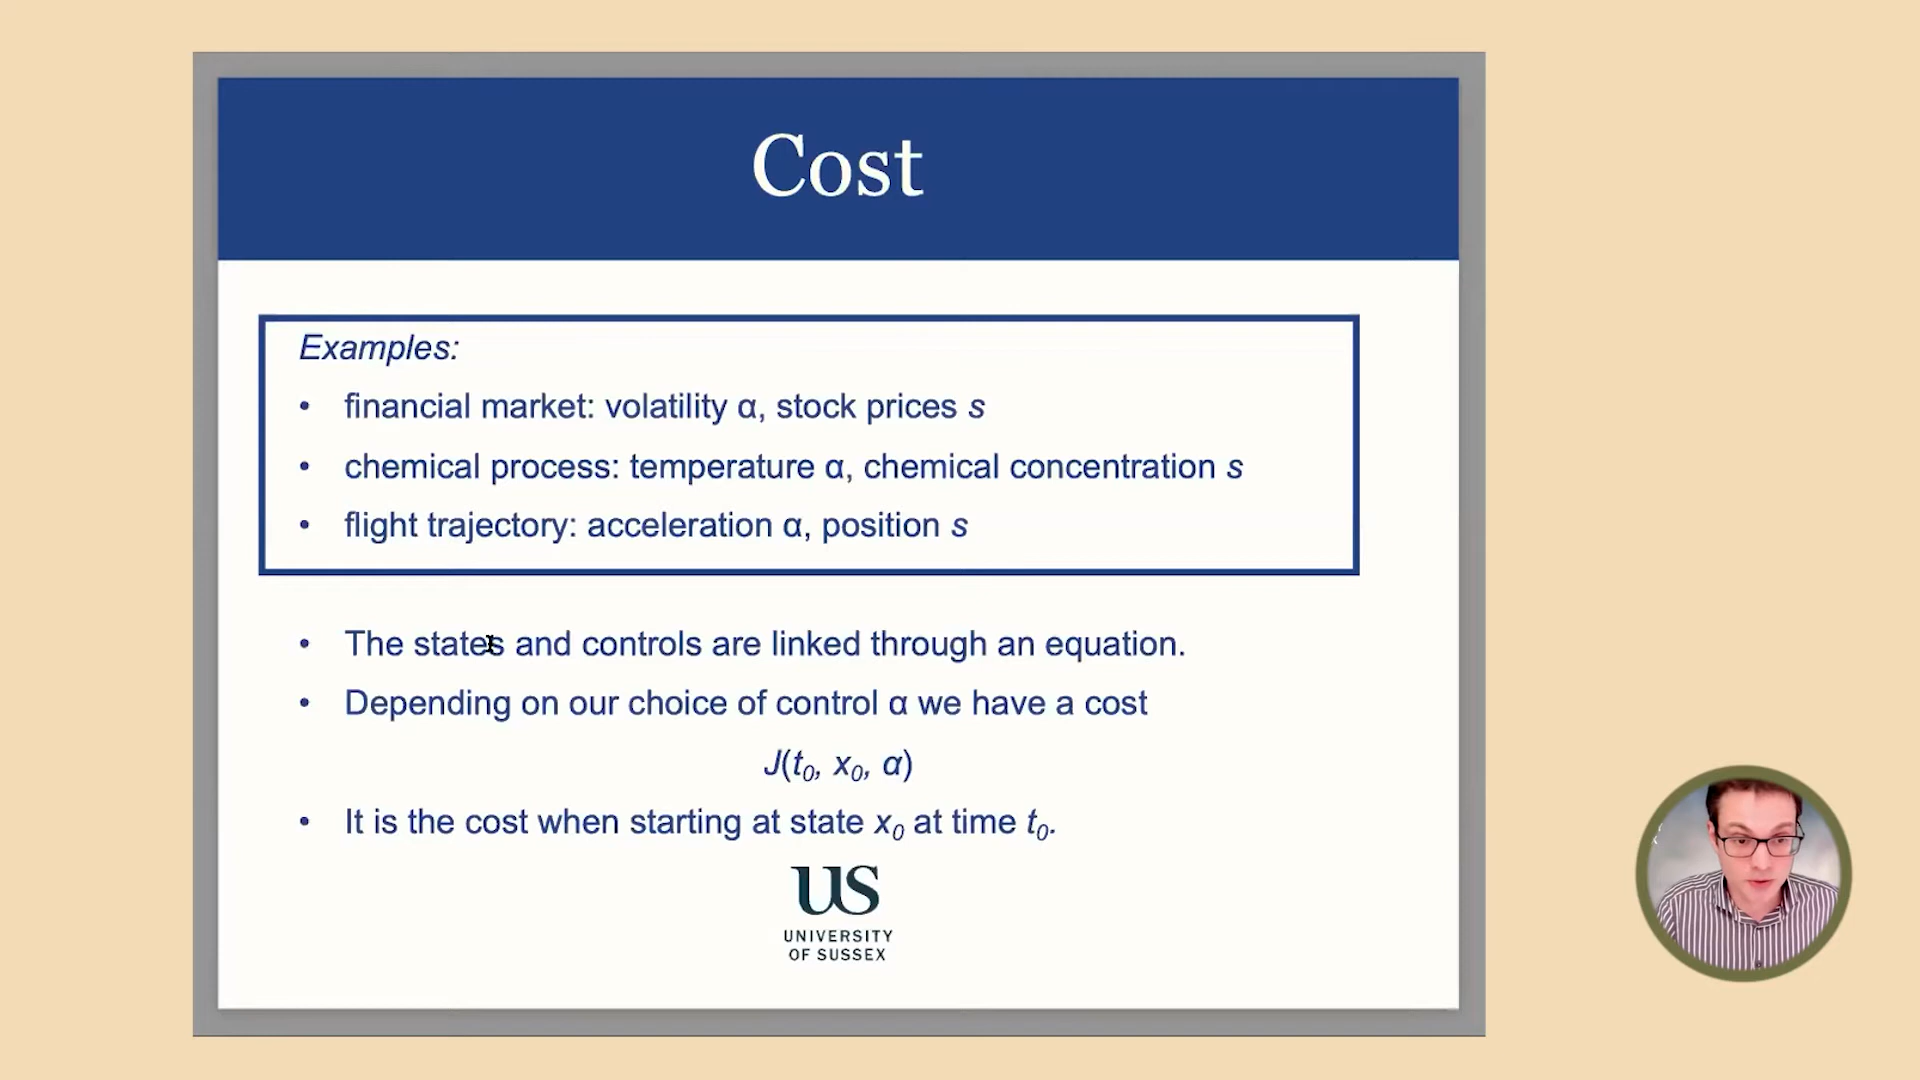 Cost
Examples:
• financial market: volatility α, stock prices s
• chemical process: temperature α, chemical concentration s
• flight trajectory: acceleration α, position s
• The states and controls are linked through an equation.
• Depending on our choice of control α we have a cost
J(t₀, x₀, α)
• It is the cost when starting at state x₀ at time t₀.
US
UNIVERSITY
OF SUSSEX